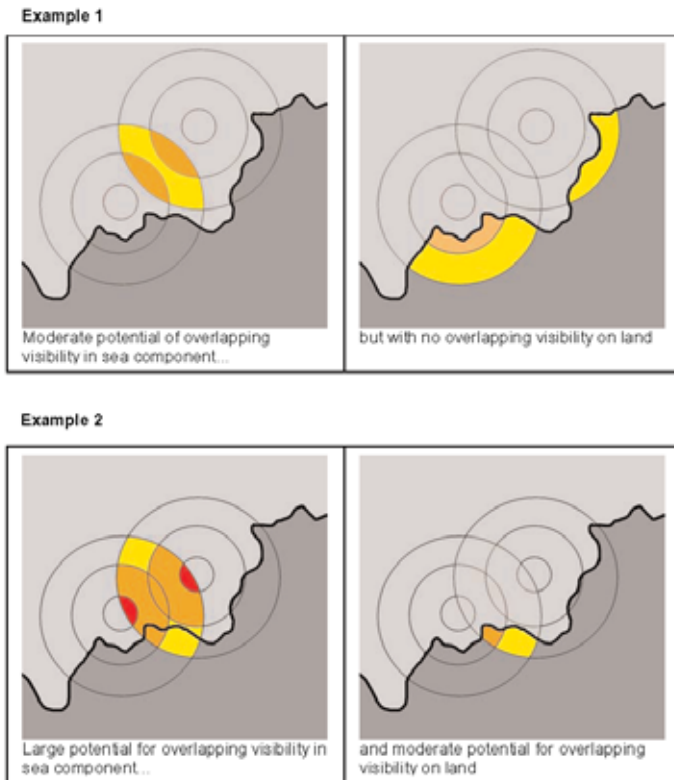 Example 1
Moderate potential of overlapping
visibility in sea component...
but with no overlapping visibility on land
Example 2
Large potential for overlapping visibility in
sea component...
and moderate potential for overlapping
visibility on land